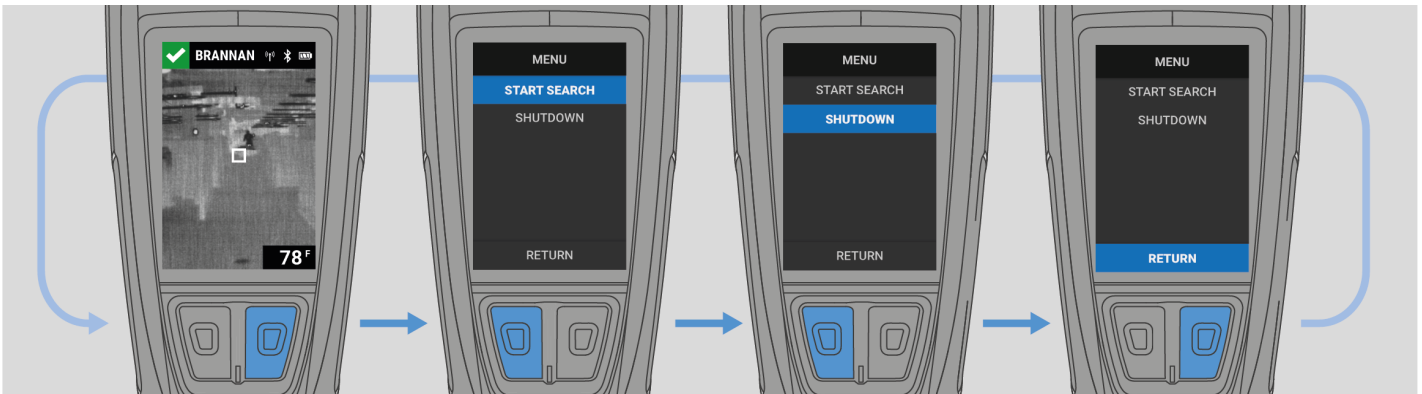 BRANNAN
78 F
MENU
START SEARCH
SHUTDOWN
RETURN
MENU
START SEARCH
SHUTDOWN
RETURN
MENU
START SEARCH
SHUTDOWN
RETURN